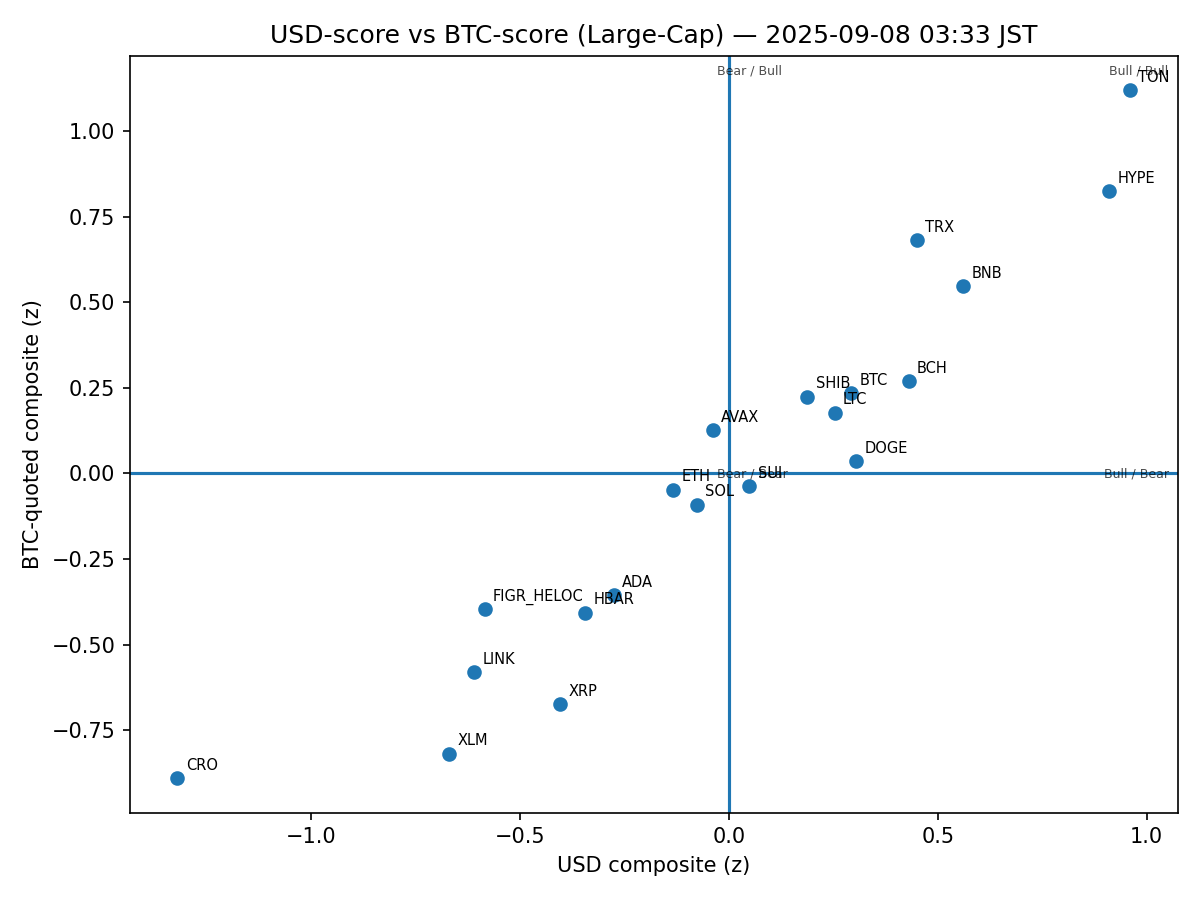 USD-score vs BTC-score (Large-Cap) — 2025-09-08 03:33 JST
Bear / Bull
Bull / Bull
TON
HYPE
TRX
BNB
BCH
BTC
SHIB
LTC
AVAX
DOGE
ETH
Bear / Bear
SUI
Bull / Bear
SOL
ADA
FIGR_HELOC
HBAR
LINK
XRP
XLM
CRO
1.00
0.75
0.50
0.25
0.00
−0.25
−0.50
−0.75
BTC-quoted composite (z)
−1.0
−0.5
0.0
0.5
1.0
USD composite (z)